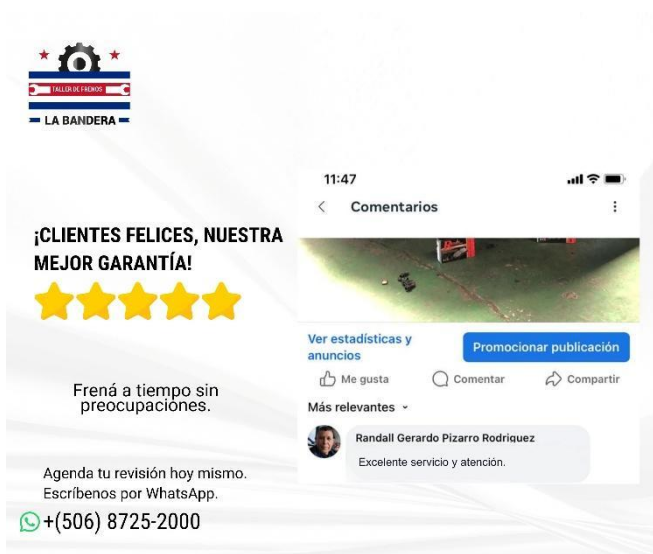 TALLER DE FRENOS
LA BANDERA
¡CLIENTES FELICES, NUESTRA
MEJOR GARANTÍA!
Frená a tiempo sin
preocupaciones.
Agenda tu revisión hoy mismo.
Escríbenos por WhatsApp.
+(506) 8725-2000
11:47
Comentarios
Ver estadísticas y
anuncios
Promocionar publicación
Me gusta
Comentar
Compartir
Más relevantes
Randall Gerardo Pizarro Rodriguez
Excelente servicio y atención.